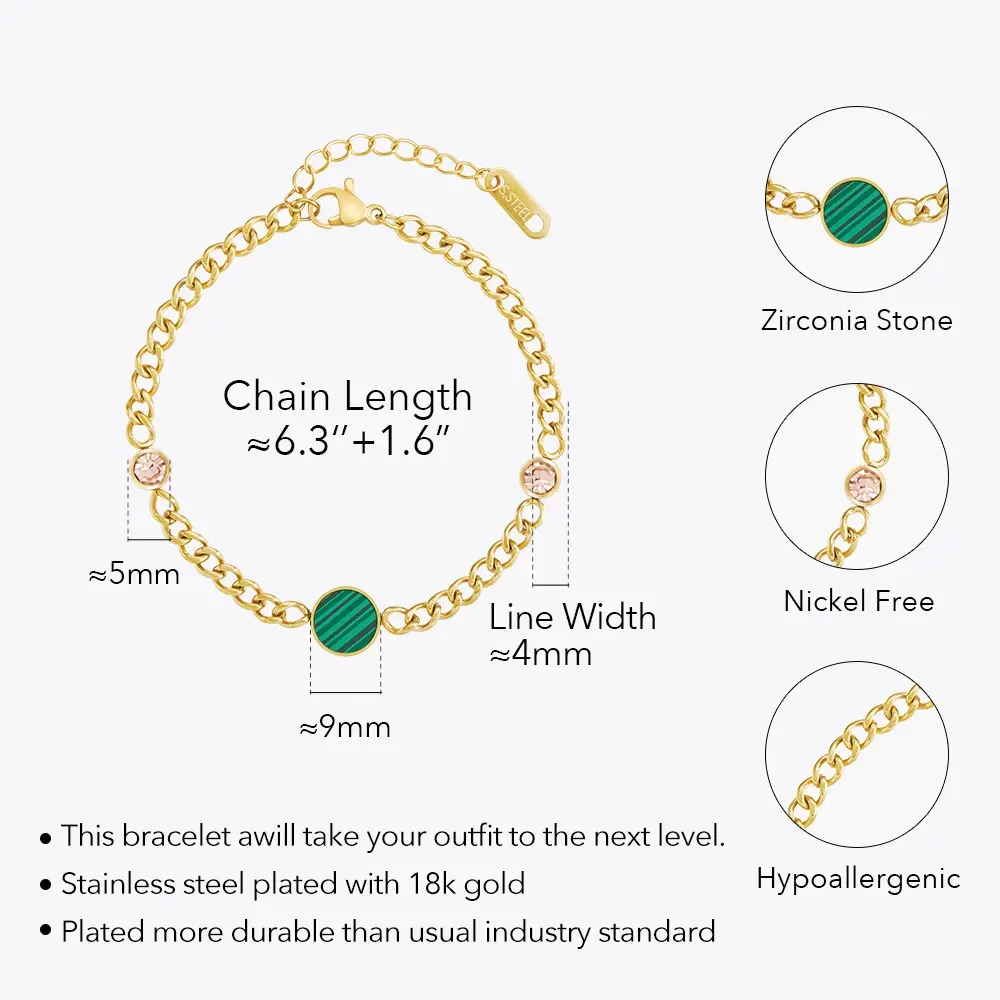 S.STEEL
Zirconia Stone
Chain Length
≈6.3′′+1.6″
Nickel Free
≈5mm
Line Width
≈4mm
≈9mm
Hypoallergenic
• This bracelet awill take your outfit to the next level.
• Stainless steel plated with 18k gold
• Plated more durable than usual industry standard